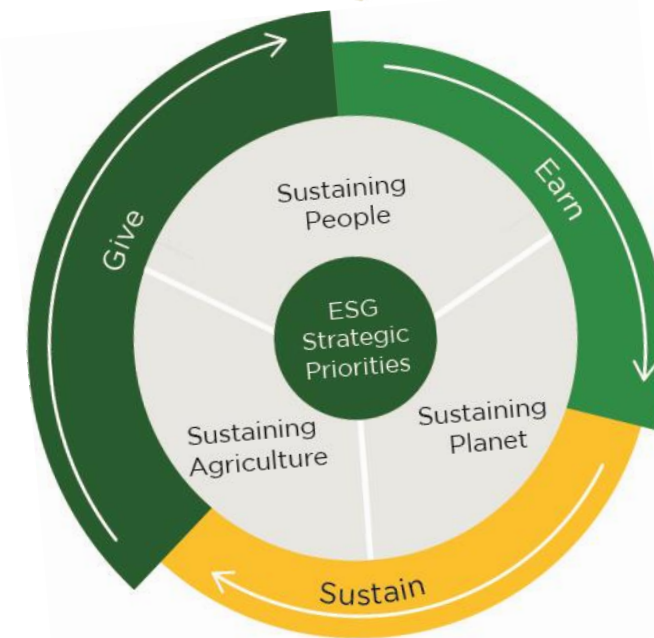 Give
Earn
Sustaining
People
ESG
Strategic
Priorities
Sustaining
Agriculture
Sustaining
Planet
Sustain